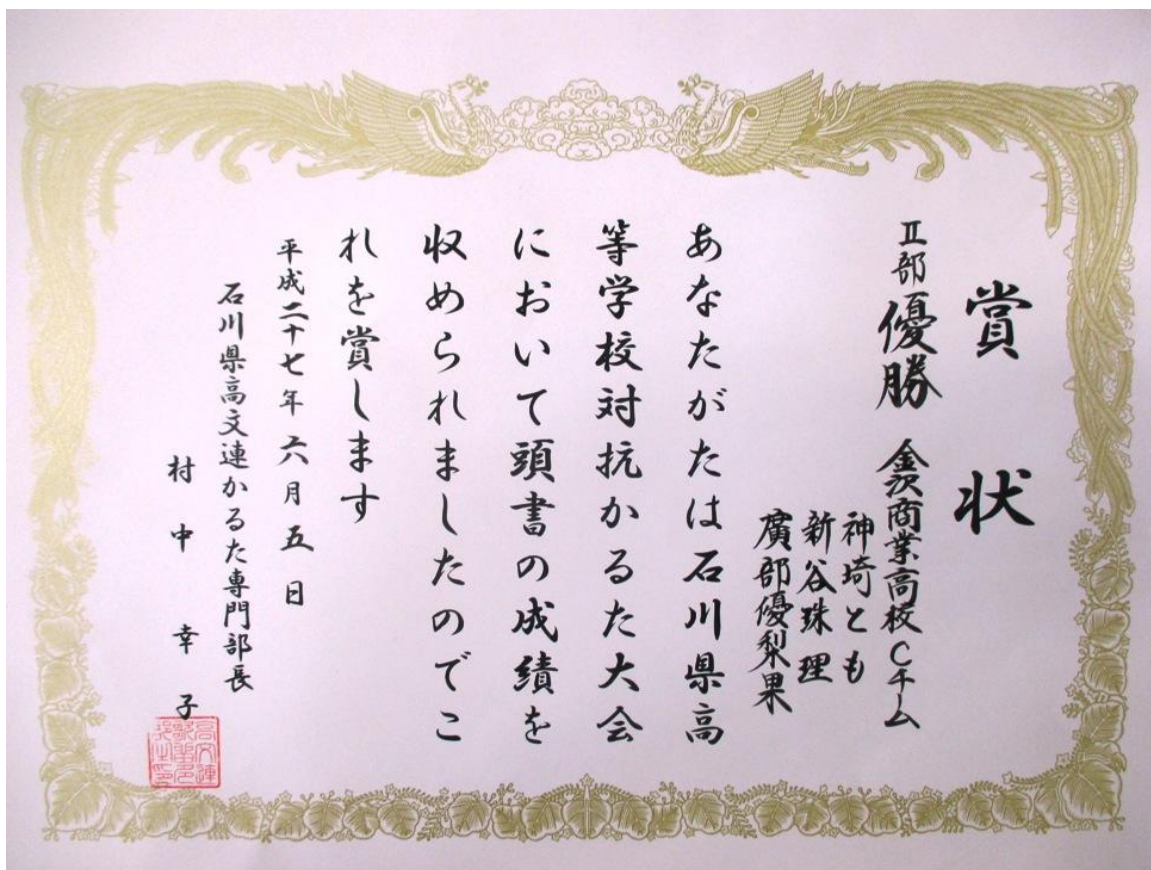 賞状
Ⅱ部優勝 金沢商業高校Cチーム
神崎とも
新谷珠理
廣部優梨果
あなたがたは石川県高
等学校対抗かるた大会
において頭書の成績を
収められましたのでこ
れを賞します
平成二十七年六月五日
石川県高文連かるた専門部長
村中幸子